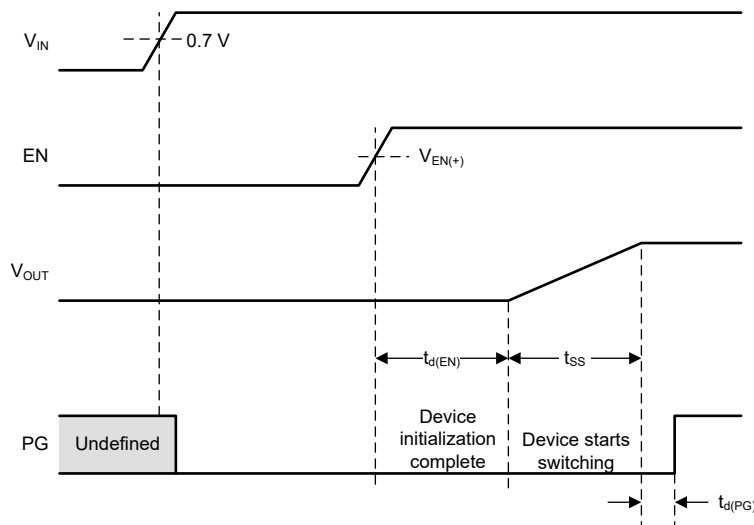 VIN
0.7 V
EN
VEN(+)
VOUT
td(EN)
tSS
PG
Undefined
Device
initialization
complete
Device starts
switching
td(PG)